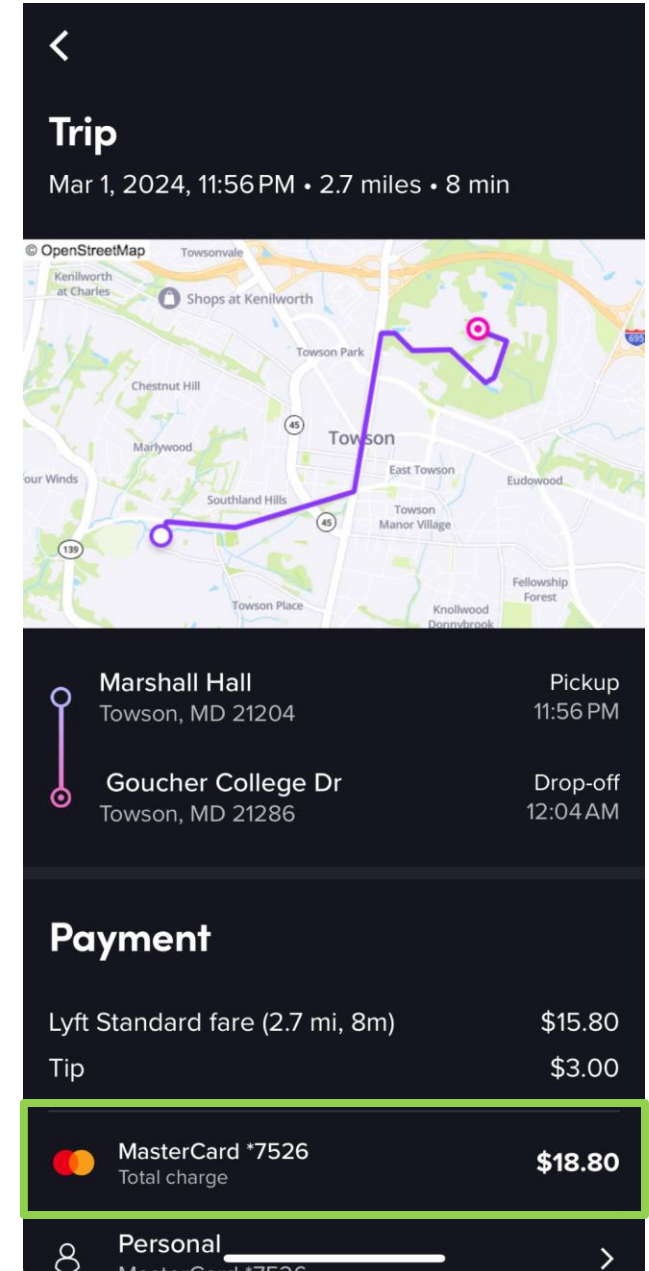 Trip
Mar 1, 2024, 11:56 PM • 2.7 miles • 8 min
© OpenStreetMap
Towsonvale
Kenilworth
at Charles
Shops at Kenilworth
695
Towson Park
Chestnut Hill
45
Towson
Marlywood
East Towson
our Winds
Eudowood
Southland Hills
Towson
Manor Village
45
139
Fellowship
Forest
Towson Place
Knollwood
Donnybrook
Marshall Hall
Pickup
Towson, MD 21204
11:56 PM
Goucher College Dr
Drop-off
Towson, MD 21286
12:04 AM
Payment
Lyft Standard fare (2.7 mi, 8m)
$15.80
Tip
$3.00
MasterCard *7526
Total charge
$18.80
Personal
MasterCard *7526